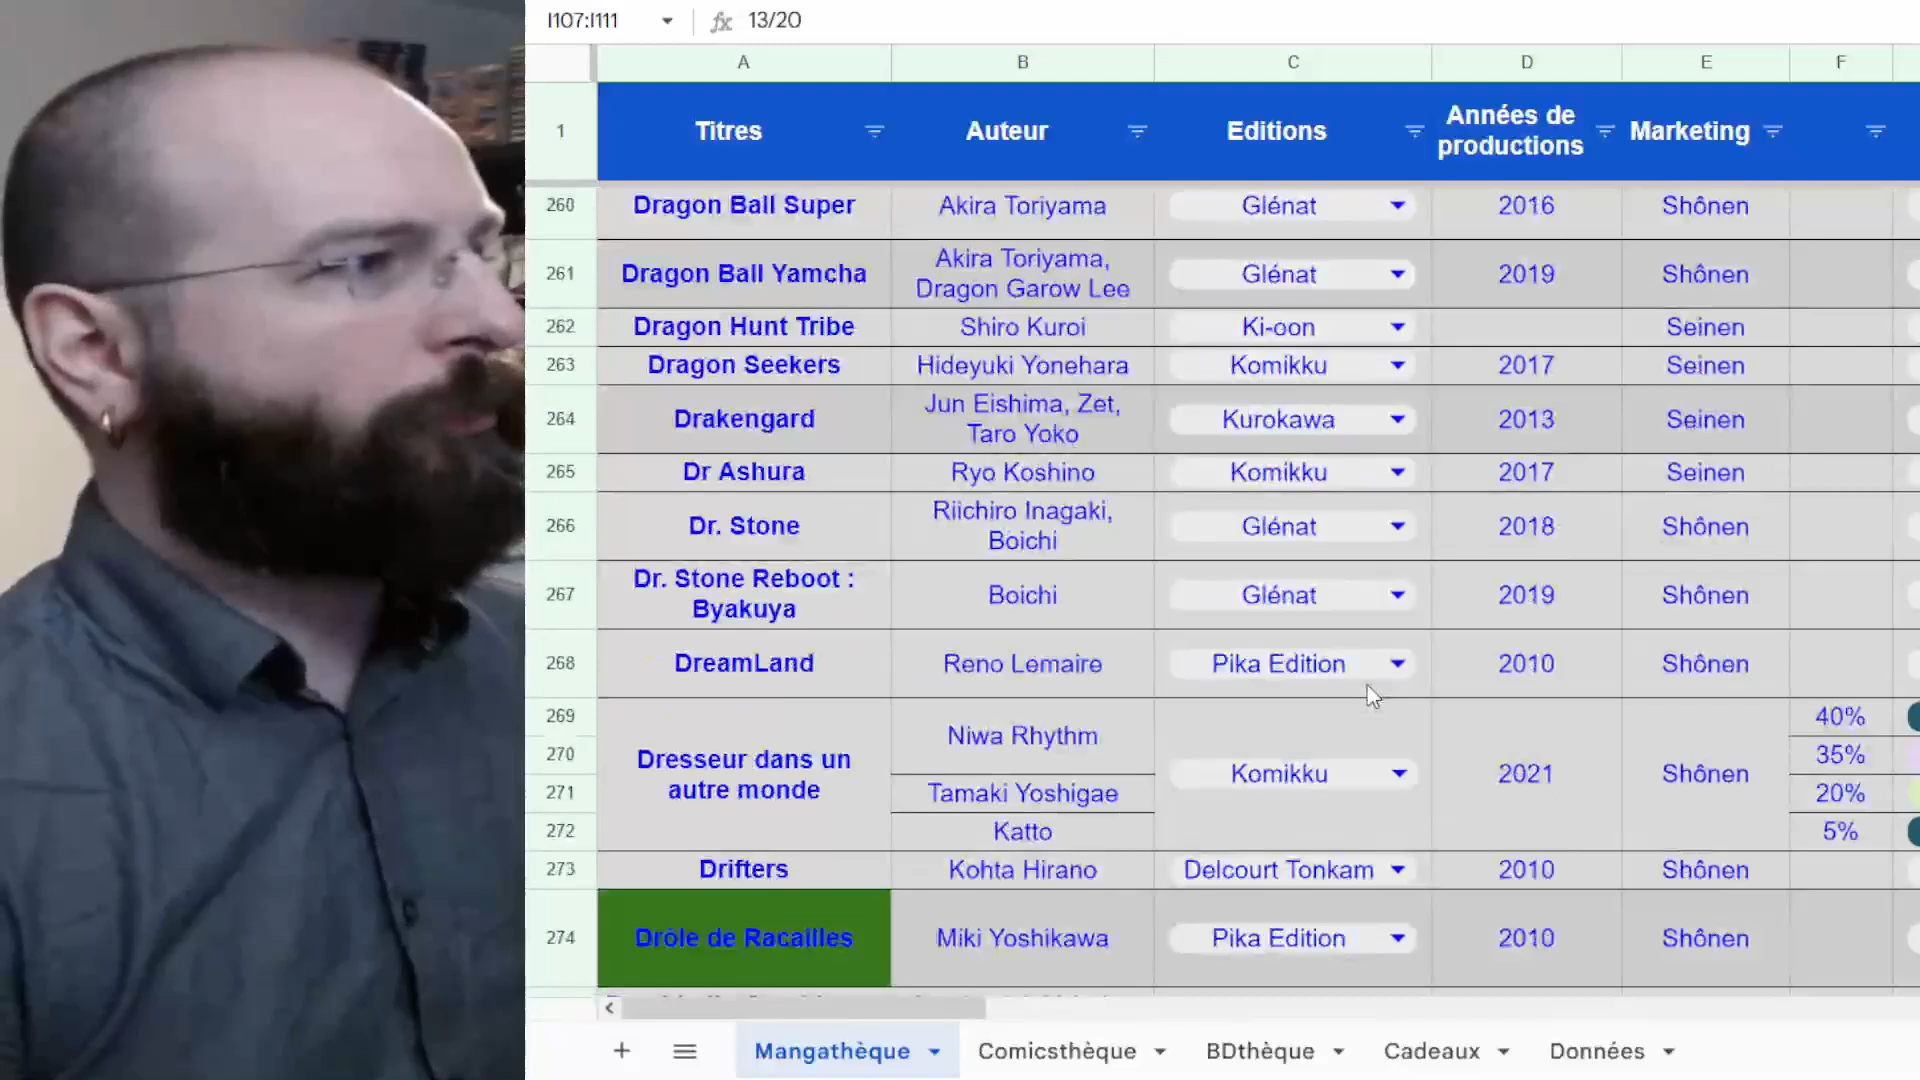 I107:I111
fx 13/20
A B C D E F
1 Titres Auteur Editions Années de productions Marketing
260 Dragon Ball Super Akira Toriyama Glénat 2016 Shônen
261 Dragon Ball Yamcha Akira Toriyama, Dragon Garow Lee Glénat 2019 Shônen
262 Dragon Hunt Tribe Shiro Kuroi Ki-oon Seinen
263 Dragon Seekers Hideyuki Yonehara Komikku 2017 Seinen
264 Drakengard Jun Eishima, Zet, Taro Yoko Kurokawa 2013 Seinen
265 Dr Ashura Ryo Koshino Komikku 2017 Seinen
266 Dr. Stone Riichiro Inagaki, Boichi Glénat 2018 Shônen
267 Dr. Stone Reboot : Byakuya Boichi Glénat 2019 Shônen
268 DreamLand Reno Lemaire Pika Edition 2010 Shônen
269 Dresseur dans un autre monde Niwa Rhythm Komikku 2021 Shônen 40%
270 35%
271 Tamaki Yoshigae 20%
272 Katto 5%
273 Drifters Kohta Hirano Delcourt Tonkam 2010 Shônen
274 Drôle de Racailles Miki Yoshikawa Pika Edition 2010 Shônen
+ Mangathèque Comicsthèque BDthèque Cadeaux Données